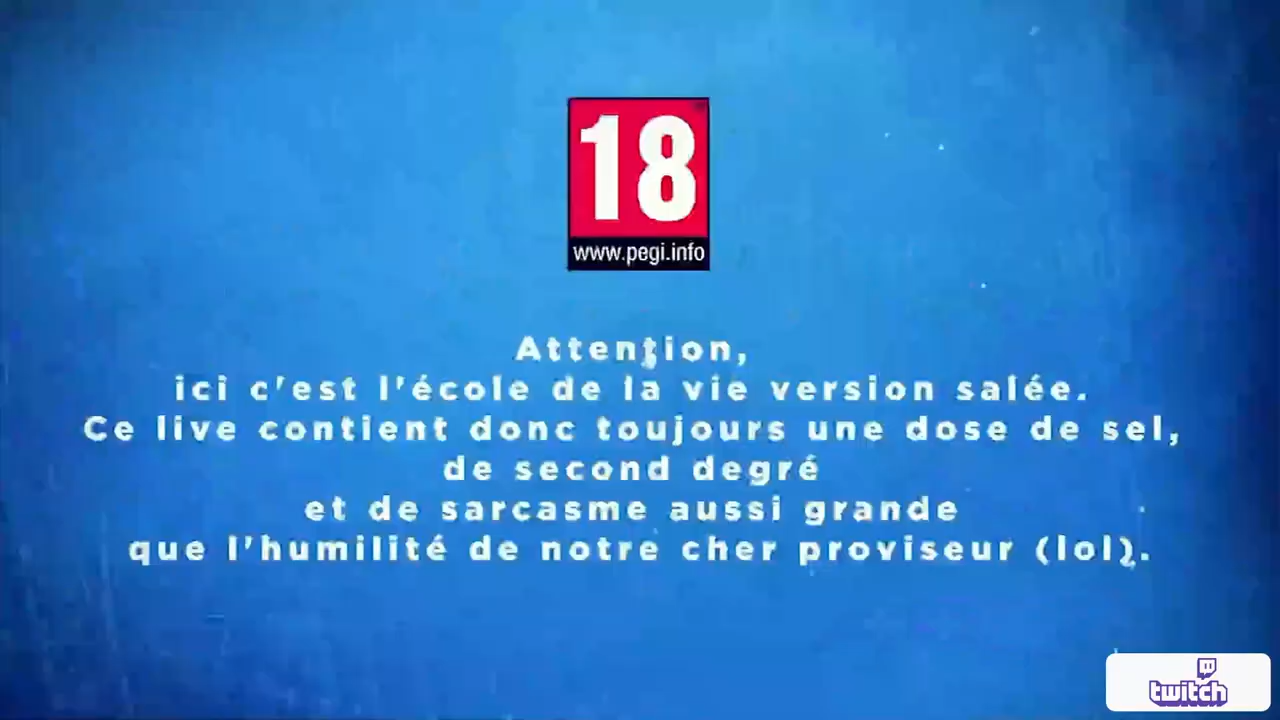 18
www.pegi.info
Attention,
ici c'est l'école de la vie version salée.
Ce live contient donc toujours une dose de sel,
de second degré
et de sarcasme aussi grande
que l'humilité de notre cher proviseur (lol).
twitch